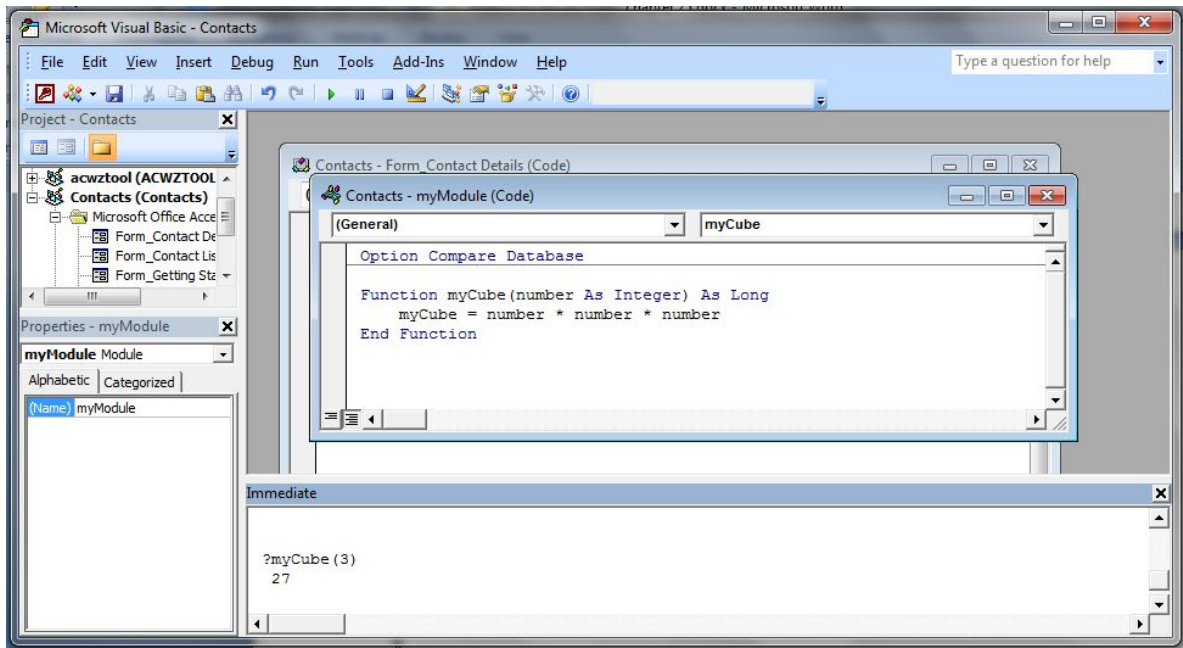 Microsoft Visual Basic - Contacts
File Edit View Insert Debug Run Tools Add-Ins Window Help
Type a question for help
Project - Contacts
acwztool (ACWZTOOL
Contacts (Contacts)
Microsoft Office Acce
Form_Contact De
Form_Contact Lis
Form_Getting Sta
Properties - myModule
myModule Module
Alphabetic Categorized
(Name) myModule
Contacts - Form_Contact Details (Code)
Contacts - myModule (Code)
(General) myCube
Option Compare Database
Function myCube(number As Integer) As Long
myCube = number * number * number
End Function
Immediate
?myCube(3)
27